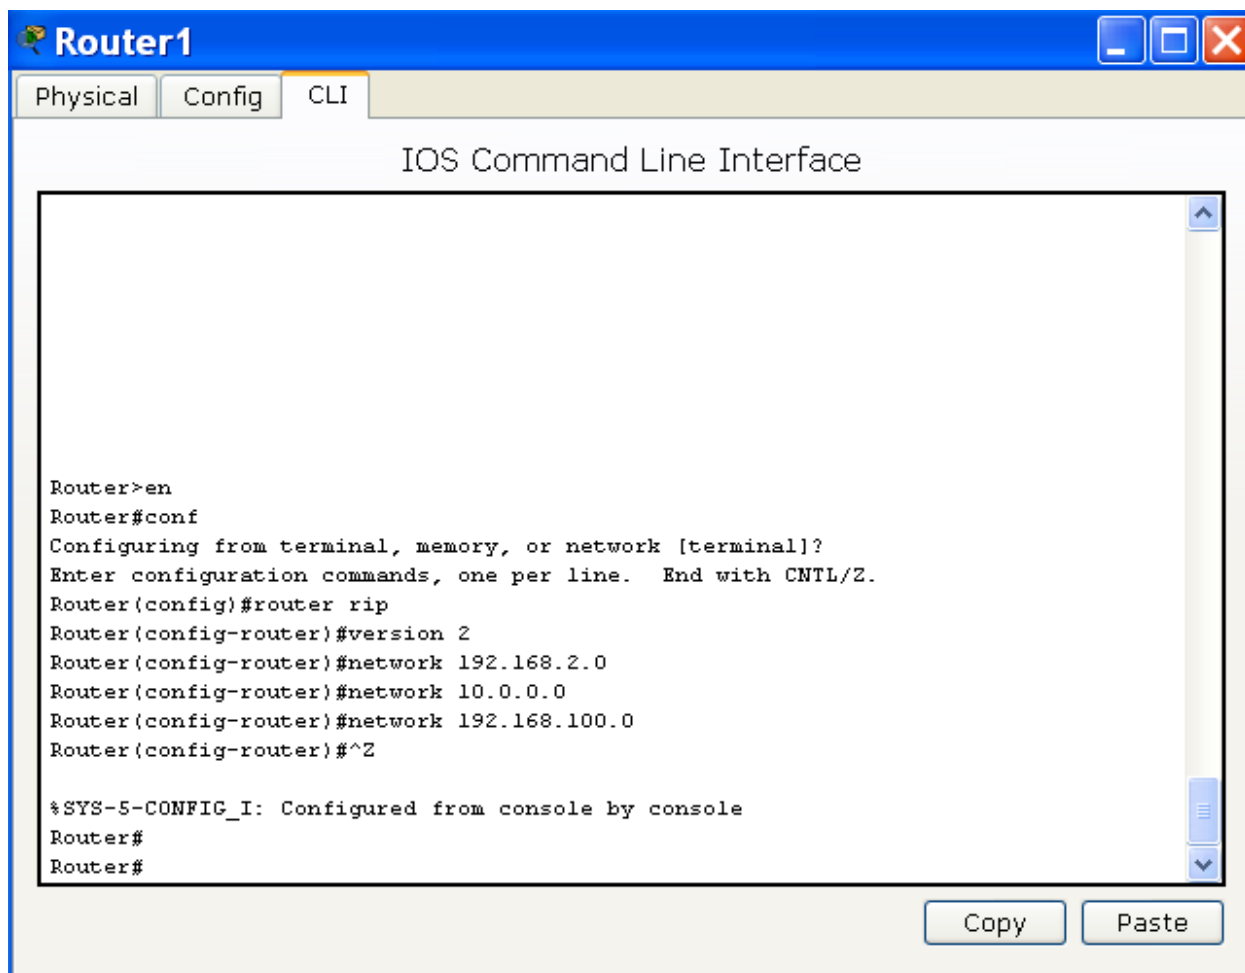 Router1
Physical Config CLI
IOS Command Line Interface
Router>en
Router#conf
Configuring from terminal, memory, or network [terminal]?
Enter configuration commands, one per line.  End with CNTL/Z.
Router(config)#router rip
Router(config-router)#version 2
Router(config-router)#network 192.168.2.0
Router(config-router)#network 10.0.0.0
Router(config-router)#network 192.168.100.0
Router(config-router)#^Z
%SYS-5-CONFIG_I: Configured from console by console
Router#
Router#
Copy Paste